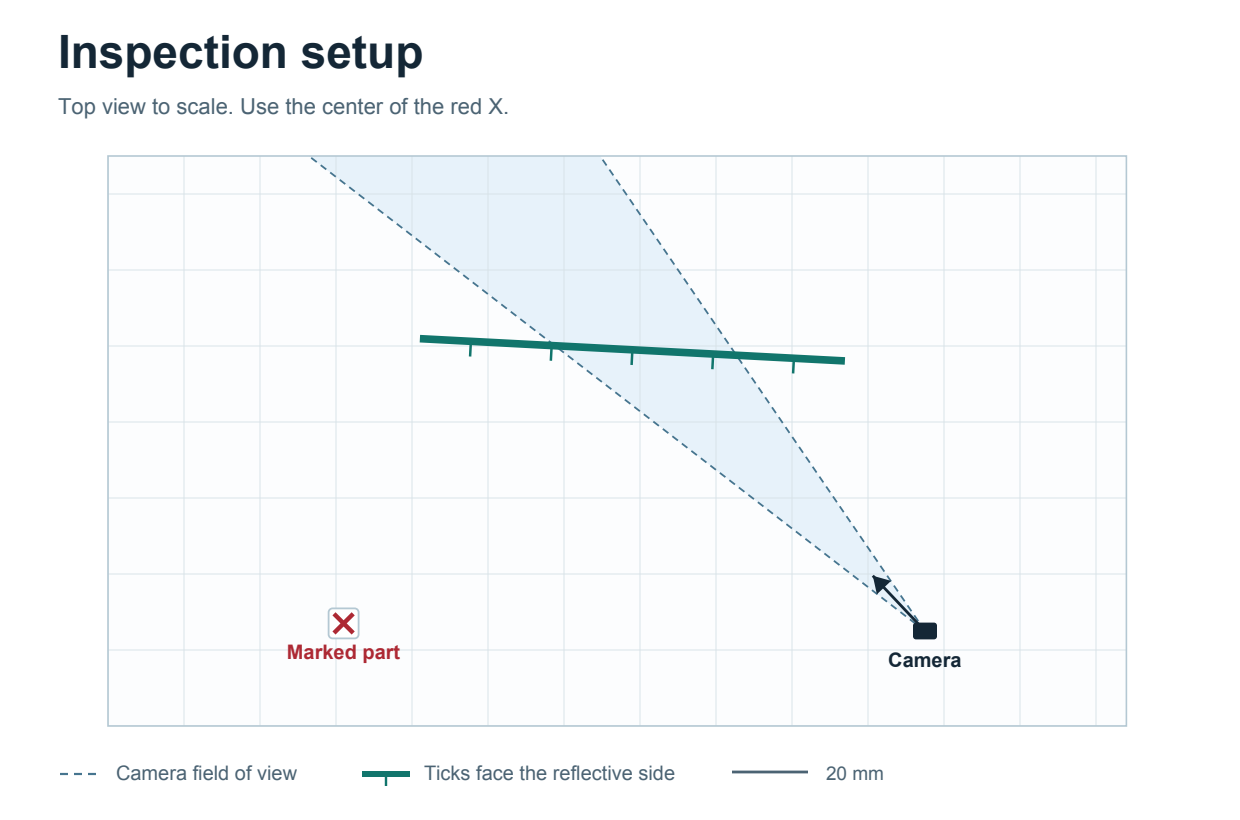 Inspection setup
Top view to scale. Use the center of the red X.
Marked part
Camera
Camera field of view
Ticks face the reflective side
20 mm